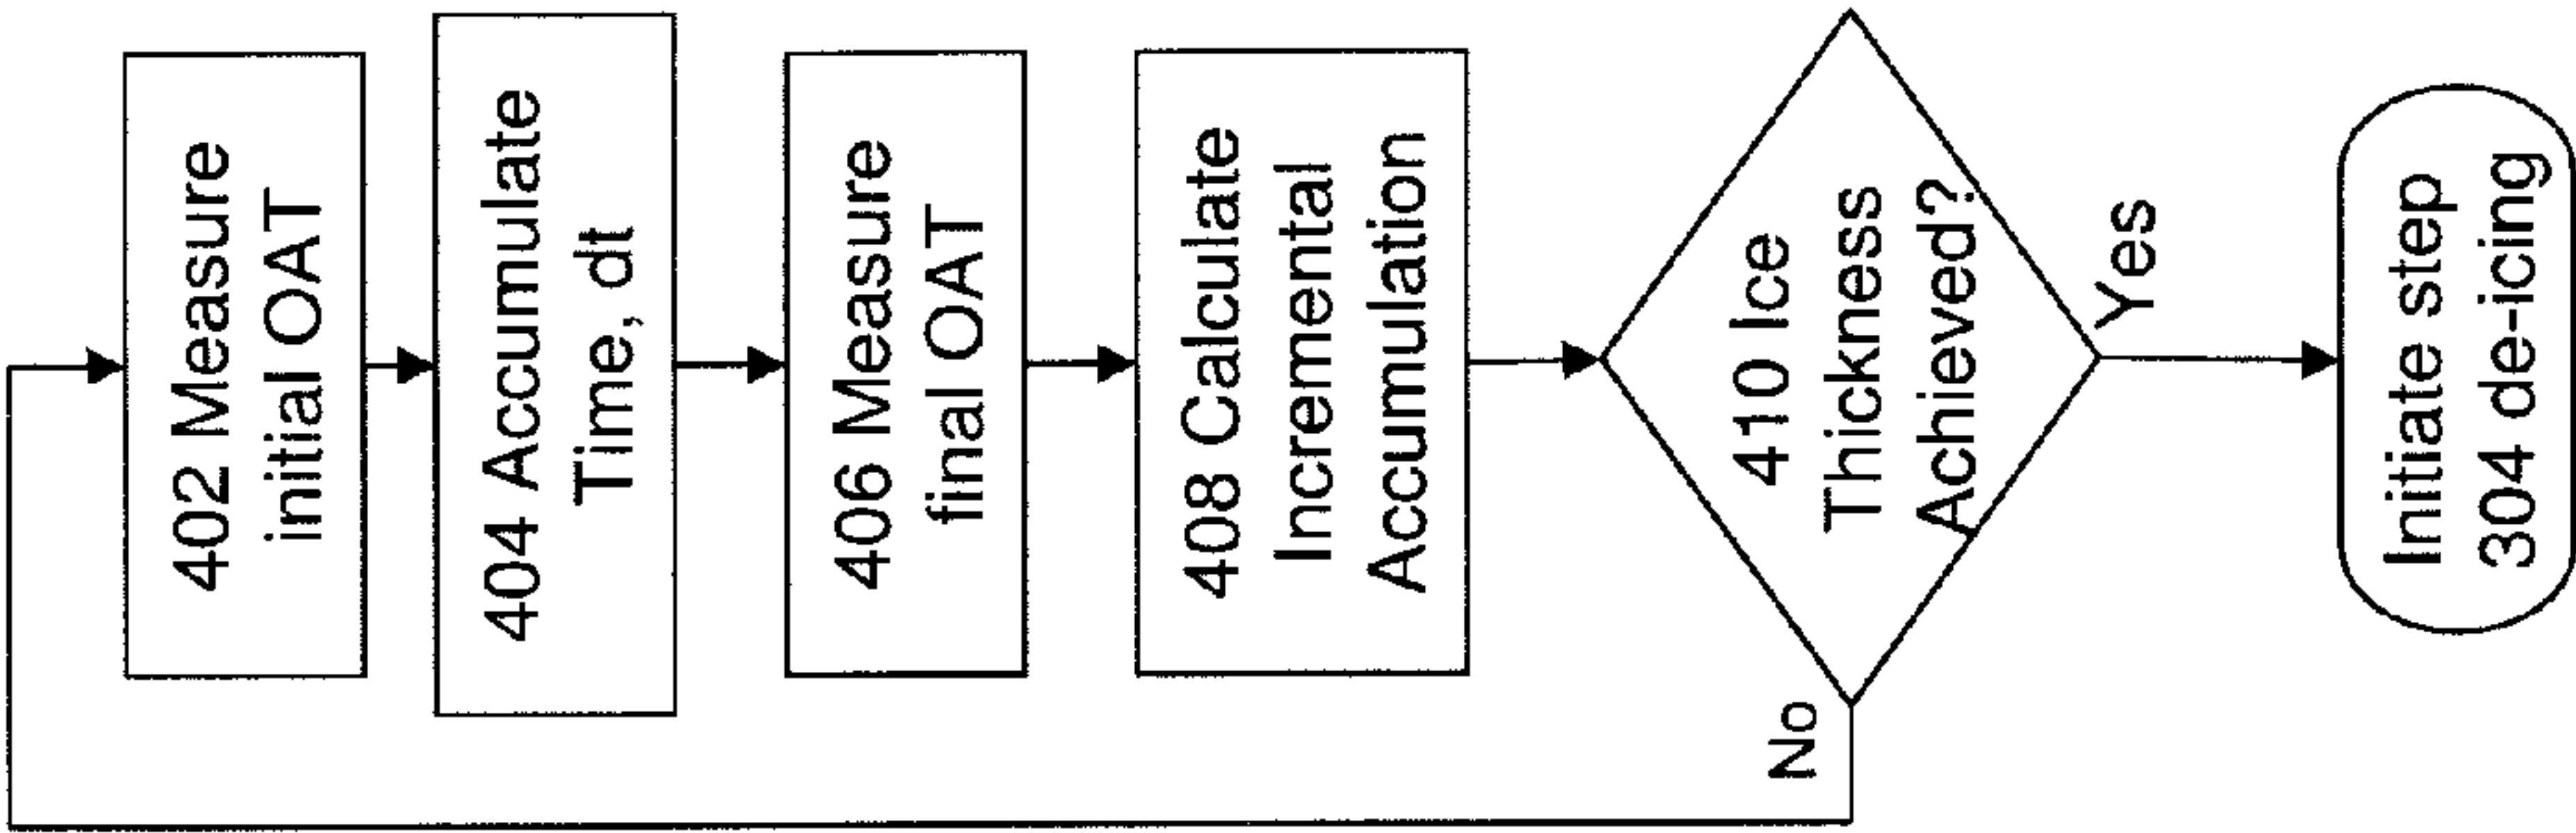 402 Measure
initial OAT
404 Accumulate
Time, dt
406 Measure
final OAT
408 Calculate
Incremental
Accumulation
410 Ice
Thickness
Achieved?
No
Yes
Initiate step
304 de-icing